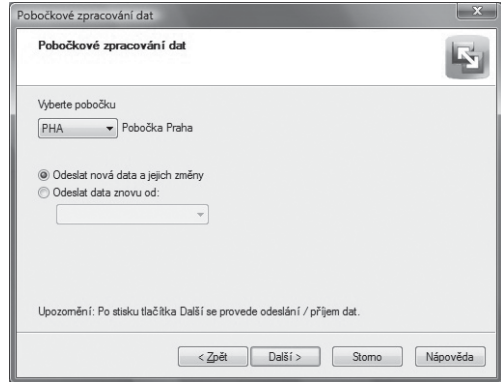 Pobočkové zpracování dat
Pobočkové zpracování dat
Vyberte pobočku
PHA Pobočka Praha
Odeslat nová data a jejich změny
Odeslat data znovu od:
Upozornění: Po stisku tlačítka Další se provede odeslání / příjem dat.
< Zpět Další > Storno Nápověda